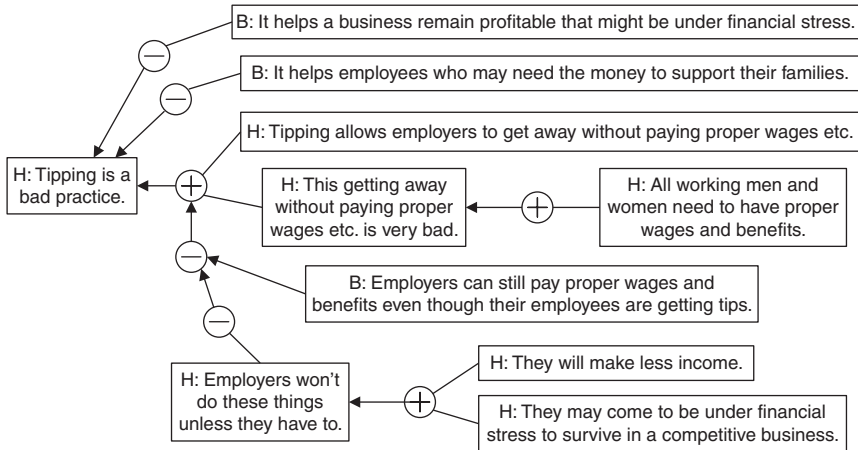 B: It helps a business remain profitable that might be under financial stress.
B: It helps employees who may need the money to support their families.
H: Tipping allows employers to get away without paying proper wages etc.
H: Tipping is a
bad practice.
H: This getting away
without paying proper
wages etc. is very bad.
H: All working men and
women need to have proper
wages and benefits.
B: Employers can still pay proper wages and
benefits even though their employees are getting tips.
H: Employers won't
do these things
unless they have to.
H: They will make less income.
H: They may come to be under financial
stress to survive in a competitive business.